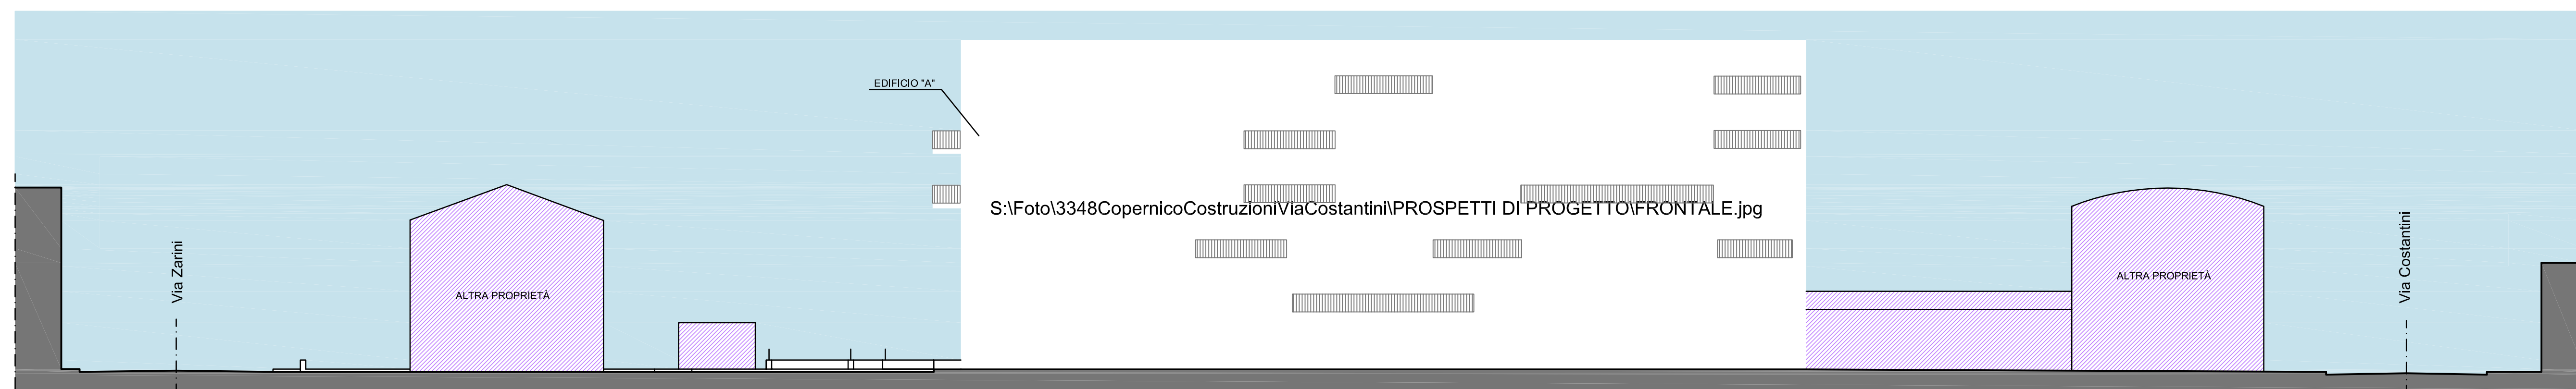 EDIFICIO "A"
S:\Foto\3348CopernicoCostruzioniViaCostantini\PROSPETTI DI PROGETTO\FRONTALE.jpg
Via Zarini
ALTRA PROPRIETÀ
ALTRA PROPRIETÀ
Via Costantini